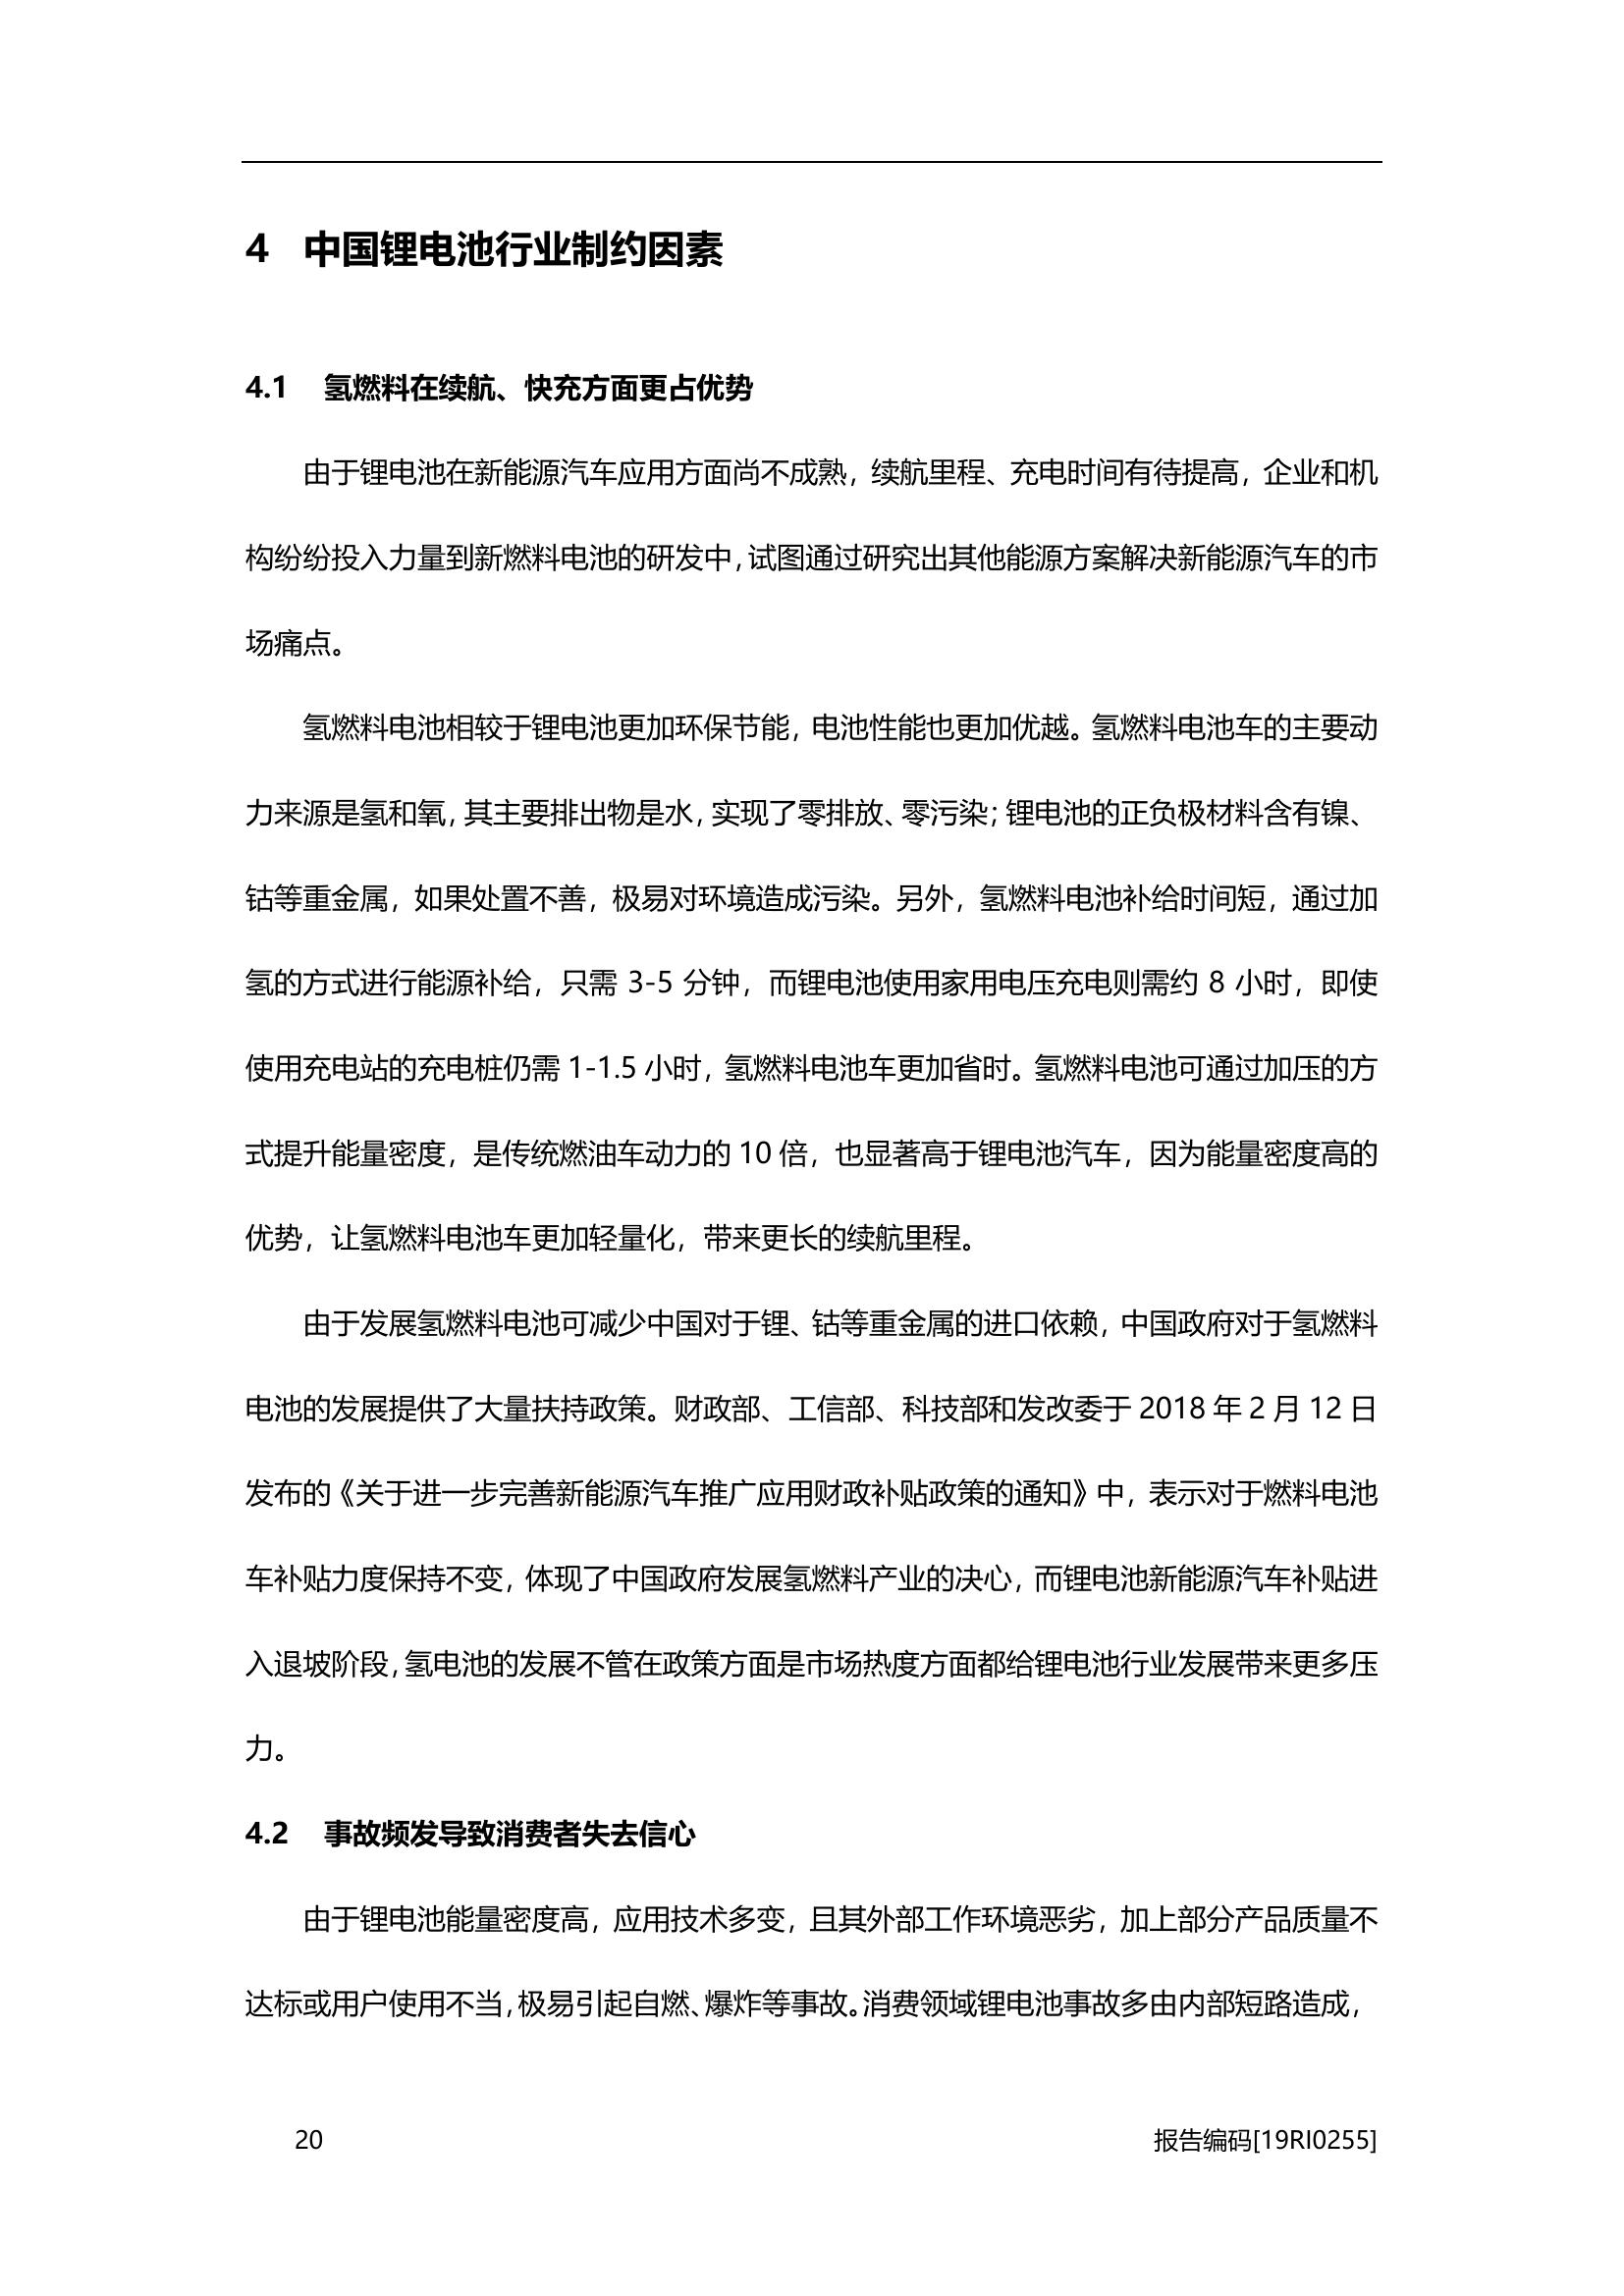 4 中国锂电池行业制约因素
4.1 氢燃料在续航、快充方面更占优势
由于锂电池在新能源汽车应用方面尚不成熟，续航里程、充电时间有待提高，企业和机
构纷纷投入力量到新燃料电池的研发中，试图通过研究出其他能源方案解决新能源汽车的市
场痛点。
氢燃料电池相较于锂电池更加环保节能，电池性能也更加优越。氢燃料电池车的主要动
力来源是氢和氧，其主要排出物是水，实现了零排放、零污染；锂电池的正负极材料含有镍、
钴等重金属，如果处置不善，极易对环境造成污染。另外，氢燃料电池补给时间短，通过加
氢的方式进行能源补给，只需 3-5 分钟，而锂电池使用家用电压充电则需约 8 小时，即使
使用充电站的充电桩仍需 1-1.5 小时，氢燃料电池车更加省时。氢燃料电池可通过加压的方
式提升能量密度，是传统燃油车动力的 10 倍，也显著高于锂电池汽车，因为能量密度高的
优势，让氢燃料电池车更加轻量化，带来更长的续航里程。
由于发展氢燃料电池可减少中国对于锂、钴等重金属的进口依赖，中国政府对于氢燃料
电池的发展提供了大量扶持政策。财政部、工信部、科技部和发改委于 2018 年 2 月 12 日
发布的《关于进一步完善新能源汽车推广应用财政补贴政策的通知》中，表示对于燃料电池
车补贴力度保持不变，体现了中国政府发展氢燃料产业的决心，而锂电池新能源汽车补贴进
入退坡阶段，氢电池的发展不管在政策方面是市场热度方面都给锂电池行业发展带来更多压
力。
4.2 事故频发导致消费者失去信心
由于锂电池能量密度高，应用技术多变，且其外部工作环境恶劣，加上部分产品质量不
达标或用户使用不当，极易引起自燃、爆炸等事故。消费领域锂电池事故多由内部短路造成，
20 报告编码[19RI0255]